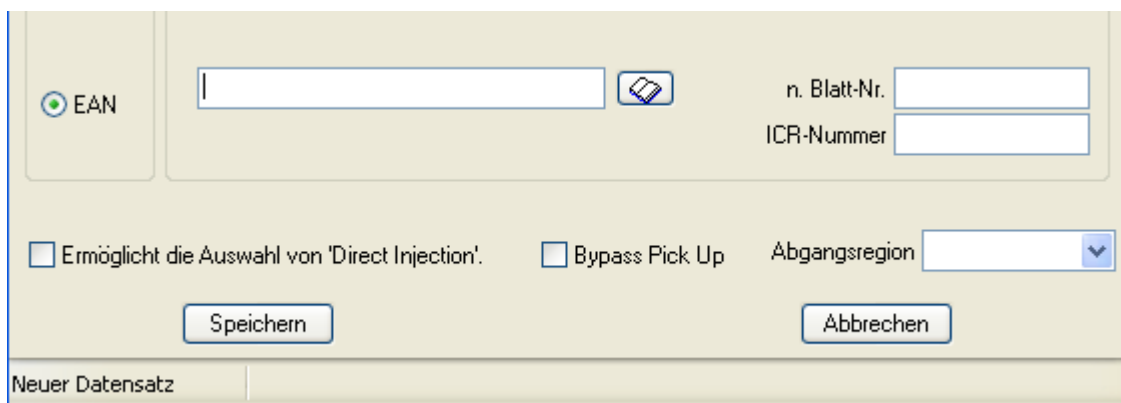 EAN
n. Blatt-Nr.
ICR-Nummer
Ermöglicht die Auswahl von 'Direct Injection'.
Bypass Pick Up
Abgangsregion
Speichern
Abbrechen
Neuer Datensatz